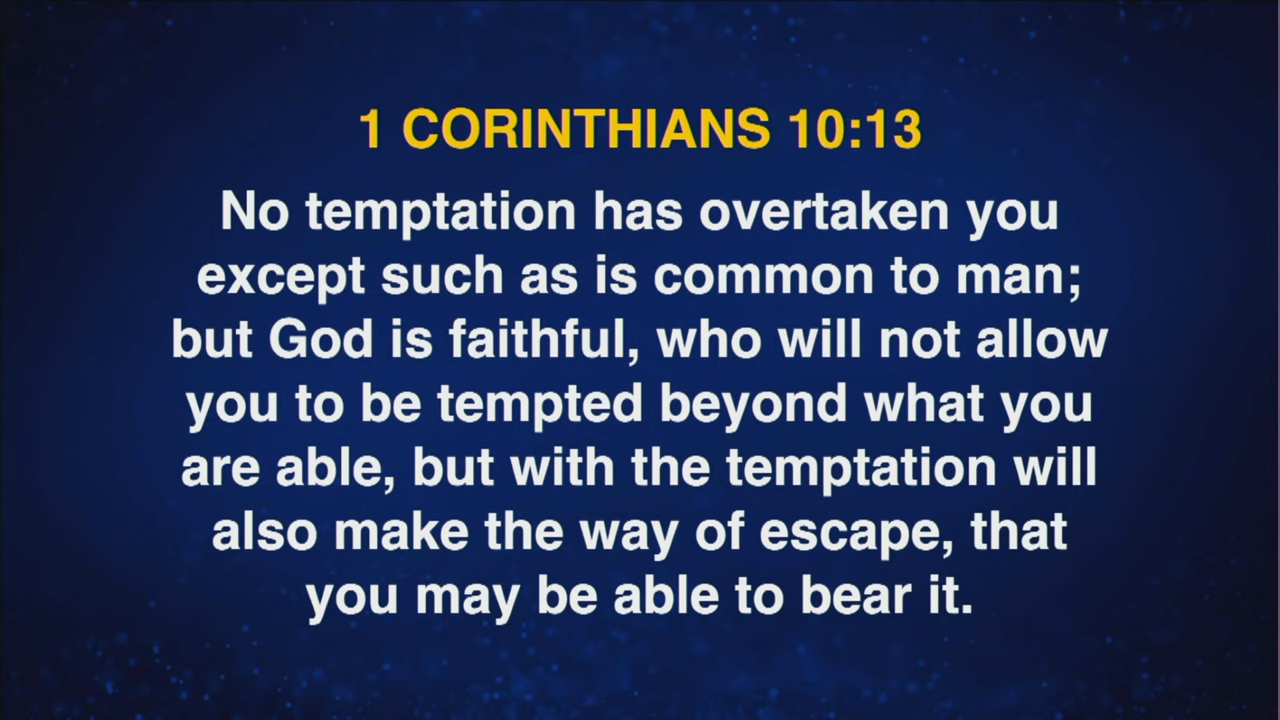 1 CORINTHIANS 10:13
No temptation has overtaken you
except such as is common to man;
but God is faithful, who will not allow
you to be tempted beyond what you
are able, but with the temptation will
also make the way of escape, that
you may be able to bear it.